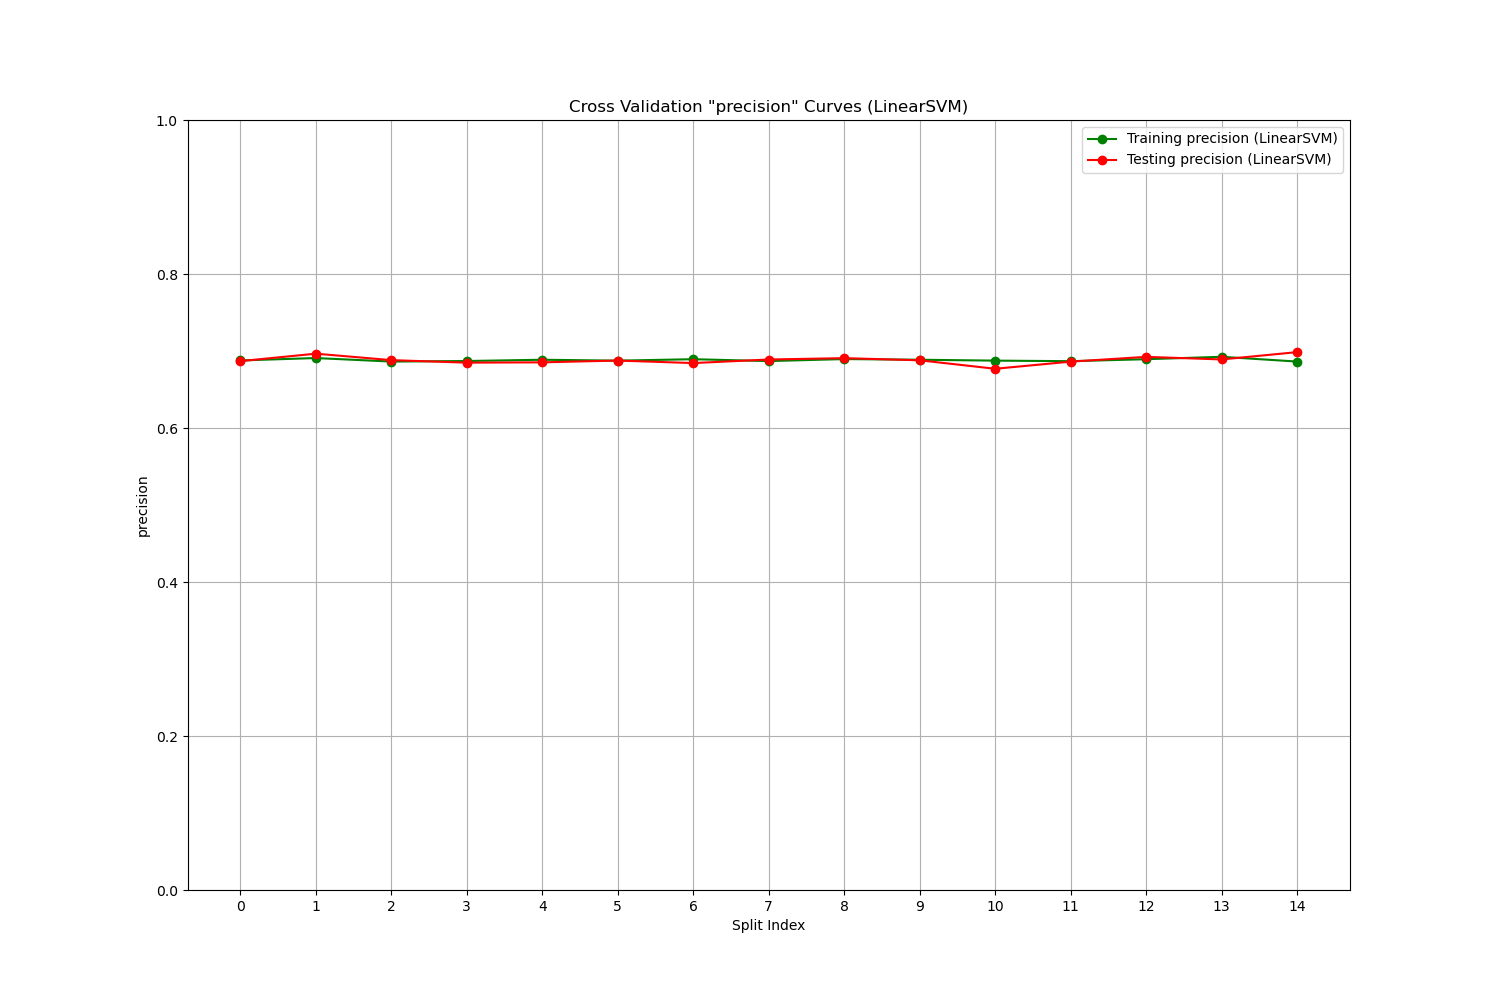 Cross Validation "precision" Curves (LinearSVM)
Training precision (LinearSVM)
Testing precision (LinearSVM)
1.0
0.8
0.6
0.4
0.2
0.0
precision
0 1 2 3 4 5 6 7 8 9 10 11 12 13 14
Split Index